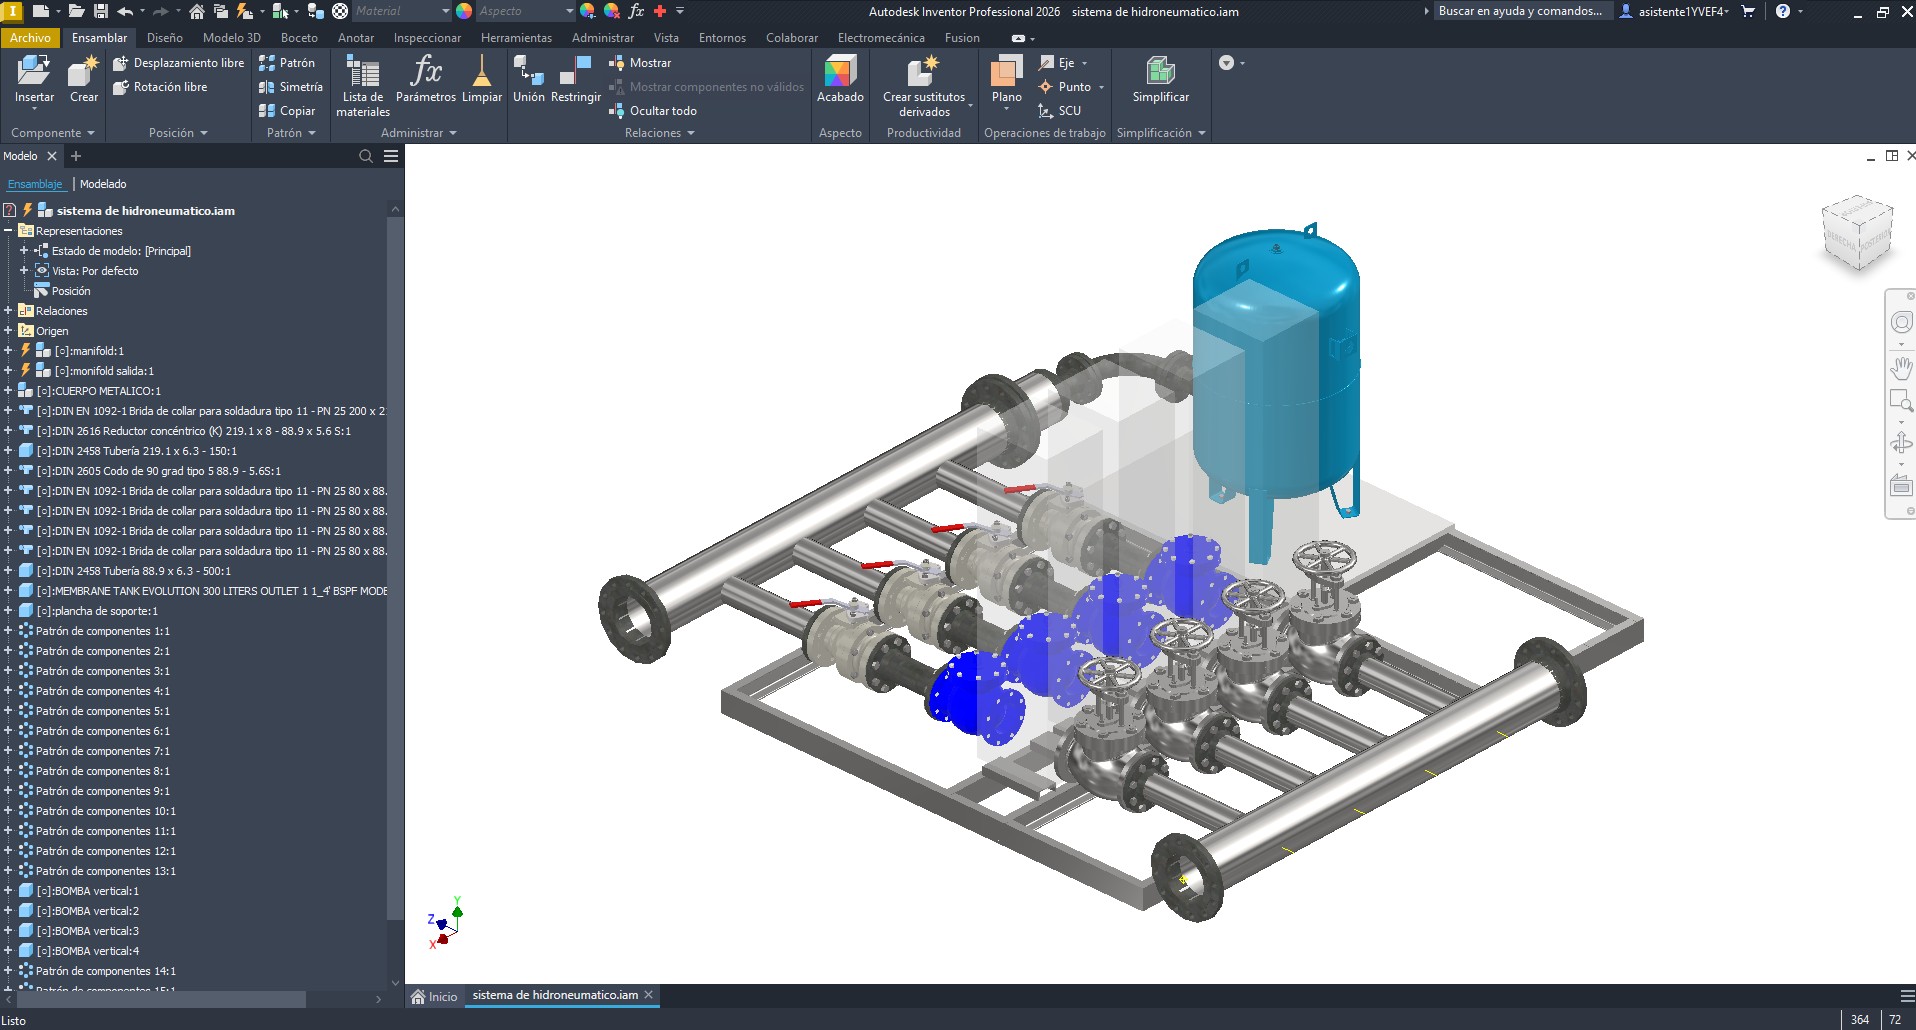 Material
Aspecto
Autodesk Inventor Professional 2026 sistema de hidroneumatico.iam
Buscar en ayuda y comandos...
asistente1YVEF4
Archivo
Ensamblar
Diseño
Modelo 3D
Boceto
Anotar
Inspeccionar
Herramientas
Administrar
Vista
Entornos
Colaborar
Electromecánica
Fusion
Insertar
Crear
Componente
Desplazamiento libre
Rotación libre
Posición
Patrón
Simetría
Copiar
Patrón
Lista de
materiales
Parámetros
Limpiar
Administrar
Unión
Restringir
Mostrar
Mostrar componentes no válidos
Ocultar todo
Relaciones
Acabado
Aspecto
Crear sustitutos
derivados
Productividad
Plano
Eje
Punto
SCU
Operaciones de trabajo
Simplificar
Simplificación
Modelo
Ensamblaje | Modelado
sistema de hidroneumatico.iam
Representaciones
Estado de modelo: [Principal]
Vista: Por defecto
Posición
Relaciones
Origen
[○]:manifold:1
[○]:monifold salida:1
[○]:CUERPO METALICO:1
[○]:DIN EN 1092-1 Brida de collar para soldadura tipo 11 - PN 25 200 x 2
[○]:DIN 2616 Reductor concéntrico (K) 219.1 x 8 - 88.9 x 5.6 S:1
[○]:DIN 2458 Tubería 219.1 x 6.3 - 150:1
[○]:DIN 2605 Codo de 90 grad tipo 5 88.9 - 5.6S:1
[○]:DIN EN 1092-1 Brida de collar para soldadura tipo 11 - PN 25 80 x 88.
[○]:DIN EN 1092-1 Brida de collar para soldadura tipo 11 - PN 25 80 x 88.
[○]:DIN EN 1092-1 Brida de collar para soldadura tipo 11 - PN 25 80 x 88.
[○]:DIN EN 1092-1 Brida de collar para soldadura tipo 11 - PN 25 80 x 88.
[○]:DIN 2458 Tubería 88.9 x 6.3 - 500:1
[○]:MEMBRANE TANK EVOLUTION 300 LITERS OUTLET 1 1_4' BSPF MODE
[○]:plancha de soporte:1
Patrón de componentes 1:1
Patrón de componentes 2:1
Patrón de componentes 3:1
Patrón de componentes 4:1
Patrón de componentes 5:1
Patrón de componentes 6:1
Patrón de componentes 7:1
Patrón de componentes 8:1
Patrón de componentes 9:1
Patrón de componentes 10:1
Patrón de componentes 11:1
Patrón de componentes 12:1
Patrón de componentes 13:1
[○]:BOMBA vertical:1
[○]:BOMBA vertical:2
[○]:BOMBA vertical:3
[○]:BOMBA vertical:4
Patrón de componentes 14:1
Patrón de componentes 15:1
DERECHA
POSTERIOR
Y
Z
X
Inicio
sistema de hidroneumatico.iam
Listo
364
72